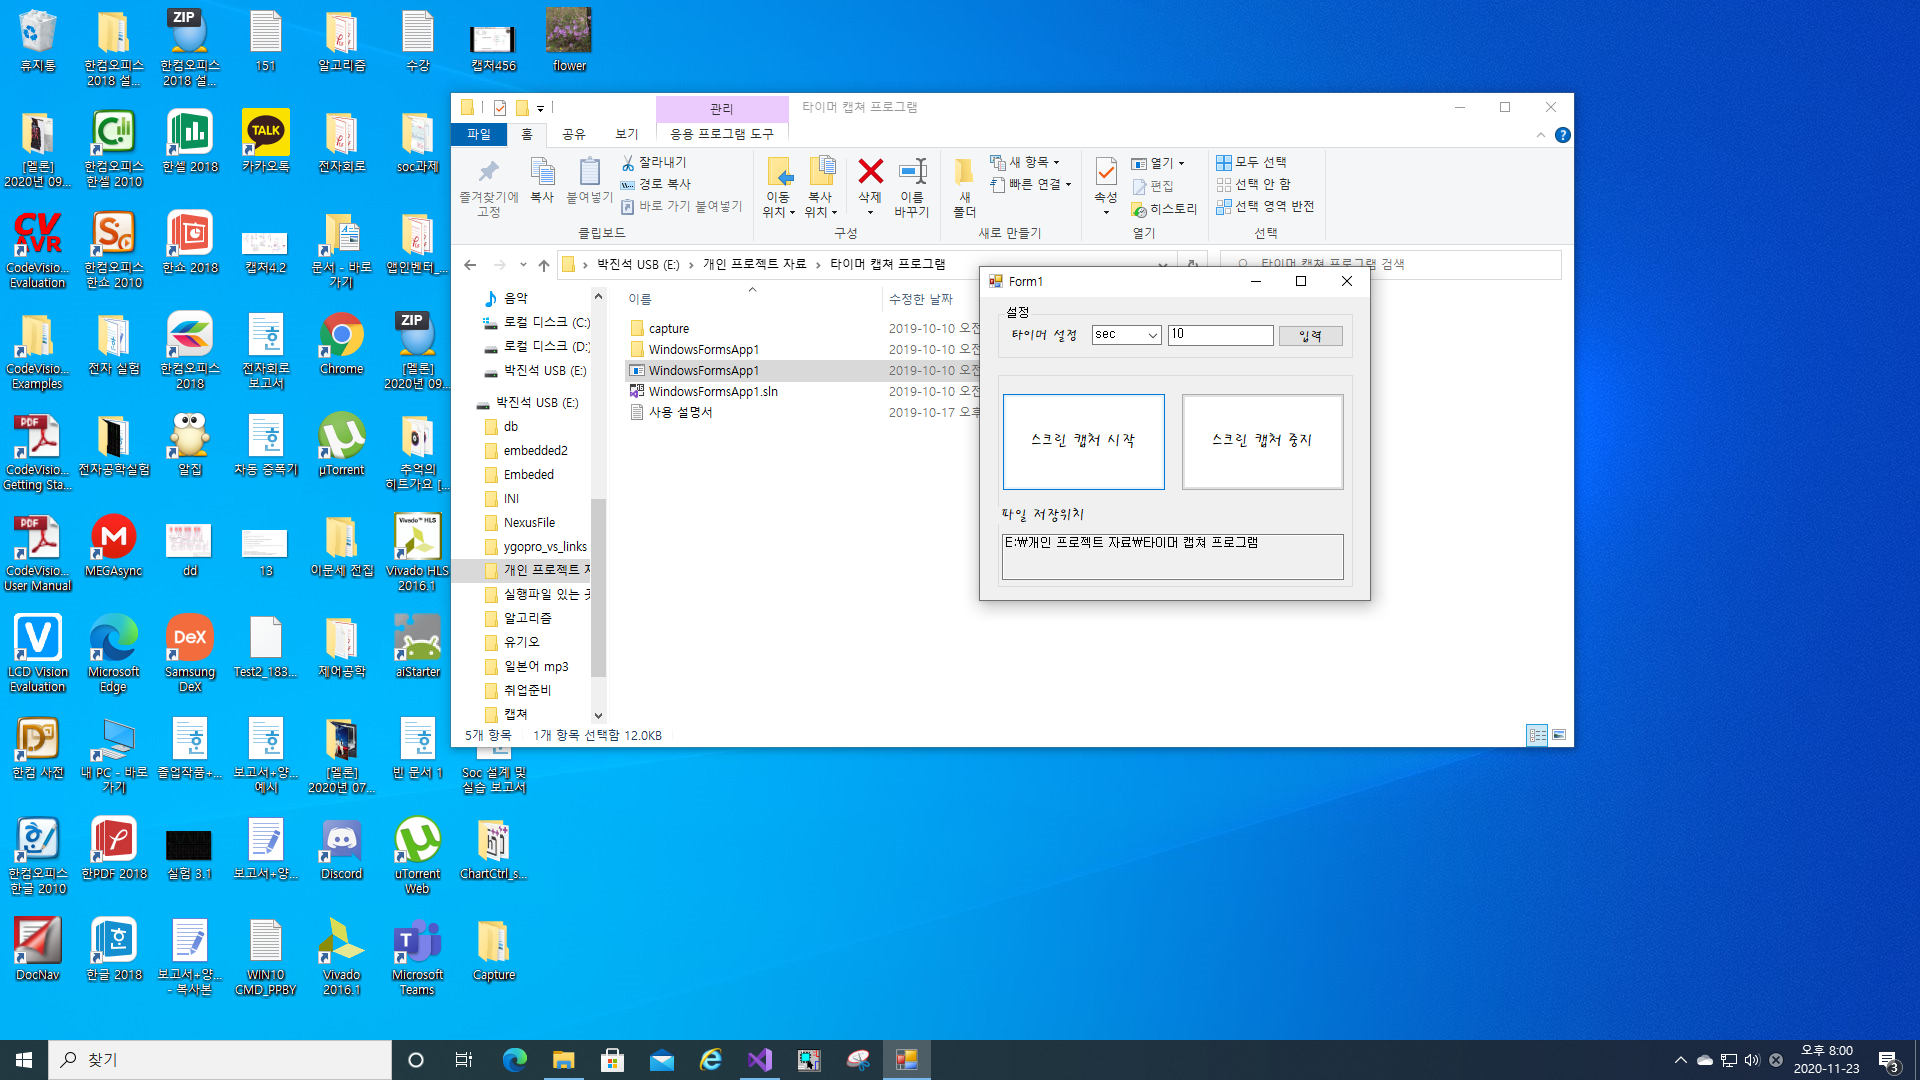 휴지통
한컴오피스
2018 설...
한컴오피스
2018 설...
151
알고리즘
수강
캡처456
flower
[멜론]
2020년 09...
한컴오피스
한셀 2010
한셀 2018
TALK
카카오톡
전자회로
soc과제
CodeVision
Evaluation
한컴오피스
한쇼 2010
한쇼 2018
캡처4.2
문서 - 바로
가기
앱인벤터_...
CodeVisio...
Examples
전자 실험
한컴오피스
2018
전자회로
보고서
Chrome
ZIP
[멜론]
2020년 09...
CodeVisio...
Getting Sta...
전자공학실험
알집
자동 증폭기
µTorrent
추억의
히트가요 [...
CodeVisio...
User Manual
MEGAsync
dd
13
이문세 전집
Vivado HLS
2016.1
LCD Vision
Evaluation
Microsoft
Edge
DeX
Samsung
DeX
Test2_183...
제어공학
aiStarter
한컴 사전
내 PC - 바로
가기
졸업작품+...
보고서+양...
예시
[멜론]
2020년 07...
빈 문서 1
Soc 설계 및
실습 보고서
한컴오피스
한글 2010
한PDF 2018
실험 3.1
보고서+양...
Discord
uTorrent
Web
ChartCtrl_s...
DocNav
한글 2018
보고서+양...
- 복사본
WIN10
CMD_PPBY
Vivado
2016.1
Microsoft
Teams
Capture
관리
타이머 캡쳐 프로그램
파일
홈
공유
보기
응용 프로그램 도구
즐겨찾기에
고정
복사
붙여넣기
잘라내기
경로 복사
바로 가기 붙여넣기
클립보드
이동
위치
복사
위치
삭제
이름
바꾸기
구성
새
폴더
새 항목
빠른 연결
새로 만들기
속성
열기
편집
히스토리
열기
모두 선택
선택 안 함
선택 영역 반전
선택
박진석 USB (E:) > 개인 프로젝트 자료 > 타이머 캡쳐 프로그램
타이머 캡쳐 프로그램 검색
음악
로컬 디스크 (C:)
로컬 디스크 (D:)
박진석 USB (E:)
박진석 USB (E:)
db
embedded2
Embeded
INI
NexusFile
ygopro_vs_links
개인 프로젝트 자
실행파일 있는 곳
알고리즘
유기오
일본어 mp3
취업준비
캡쳐
이름
수정한 날짜
capture
2019-10-10 오전
WindowsFormsApp1
2019-10-10 오전
WindowsFormsApp1
2019-10-10 오전
WindowsFormsApp1.sln
2019-10-10 오전
사용 설명서
2019-10-17 오후
5개 항목
1개 항목 선택함 12.0KB
Form1
설정
타이머 설정
sec
10
입력
스크린 캡처 시작
스크린 캡처 중지
파일 저장위치
E:₩개인 프로젝트 자료₩타이머 캡쳐 프로그램
찾기
오후 8:00
2020-11-23
3